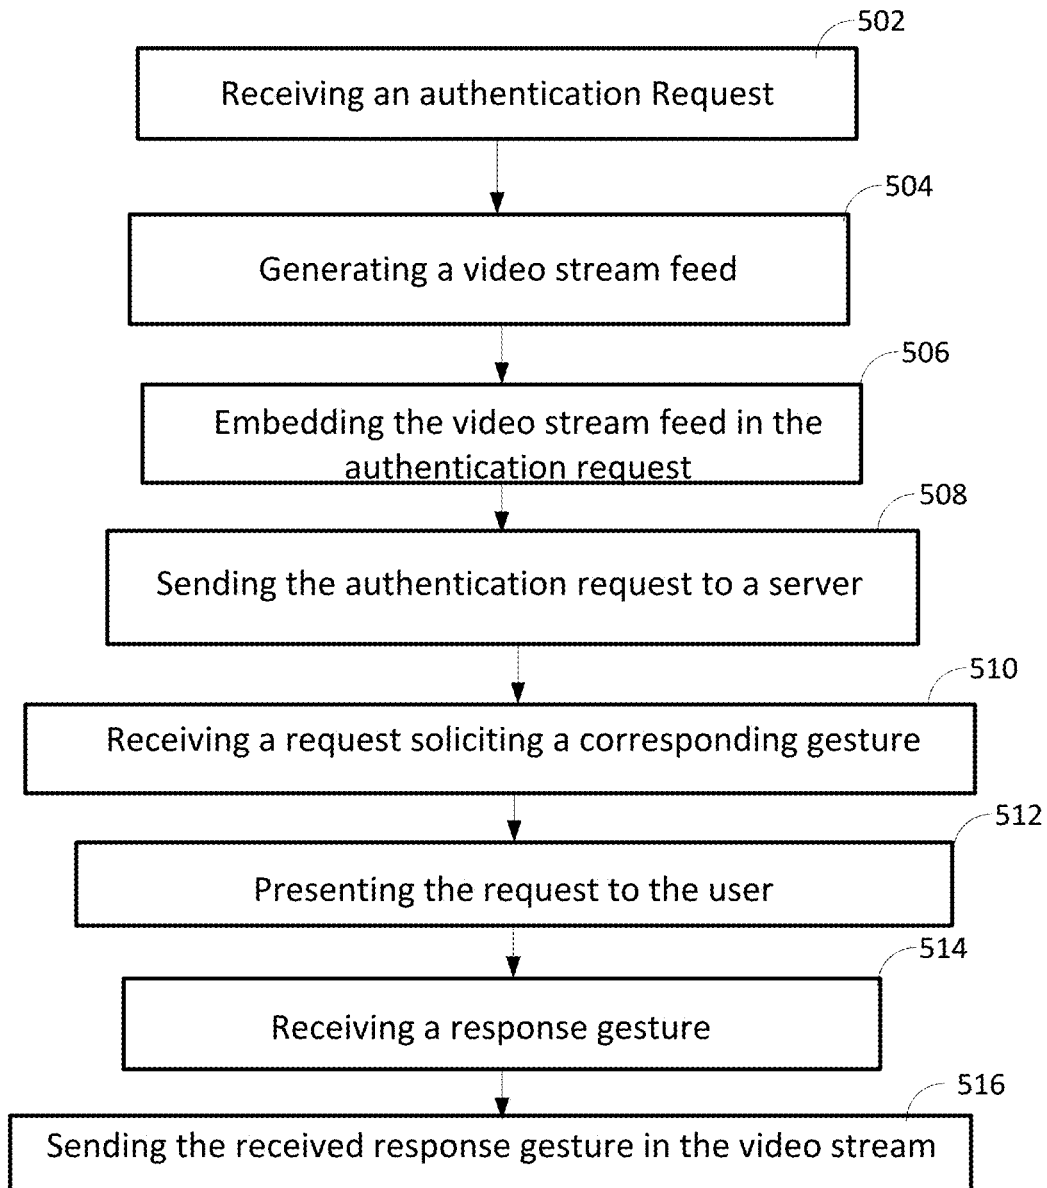 502
Receiving an authentication Request
504
Generating a video stream feed
506
Embedding the video stream feed in the
authentication request
508
Sending the authentication request to a server
510
Receiving a request soliciting a corresponding gesture
512
Presenting the request to the user
514
Receiving a response gesture
516
Sending the received response gesture in the video stream